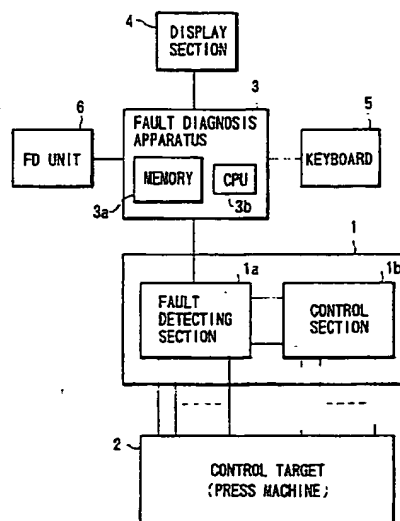 4
DISPLAY
SECTION
6
3
5
FD UNIT
FAULT DIAGNOSIS
APPARATUS
MEMORY
CPU
KEYBOARD
3a
3b
1
1a
1b
FAULT
DETECTING
SECTION
CONTROL
SECTION
2
CONTROL TARGET
(PRESS MACHINE)